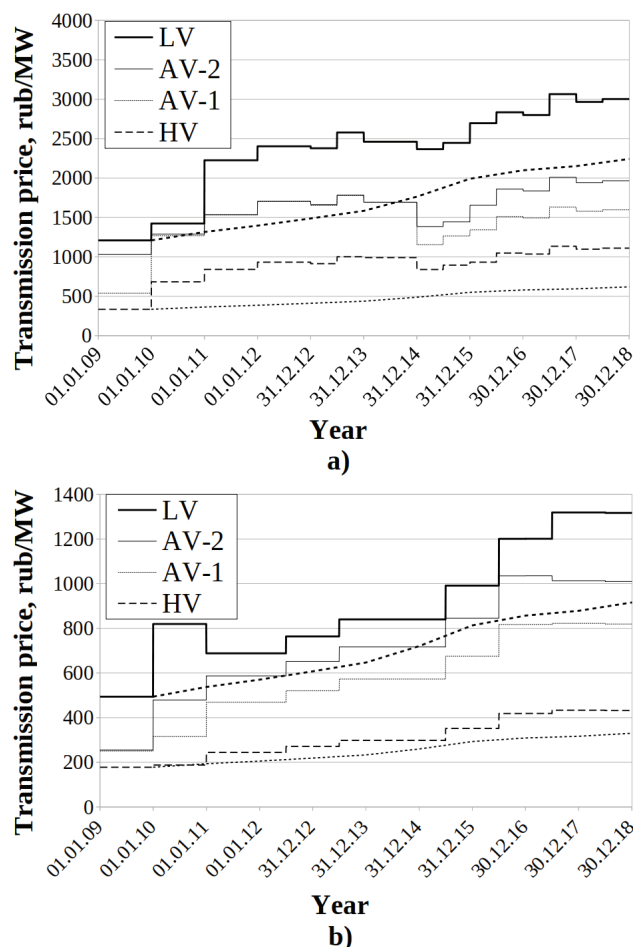 Transmission price, rub/MW
4000
3500
3000
2500
2000
1500
1000
500
0
LV
AV-2
AV-1
HV
01.01.09
01.01.10
01.01.11
01.01.12
31.12.12
31.12.13
31.12.14
31.12.15
30.12.16
30.12.17
30.12.18
Year
a)
Transmission price, rub/MW
1400
1200
1000
800
600
400
200
0
LV
AV-2
AV-1
HV
01.01.09
01.01.10
01.01.11
01.01.12
31.12.12
31.12.13
31.12.14
31.12.15
30.12.16
30.12.17
30.12.18
Year
b)